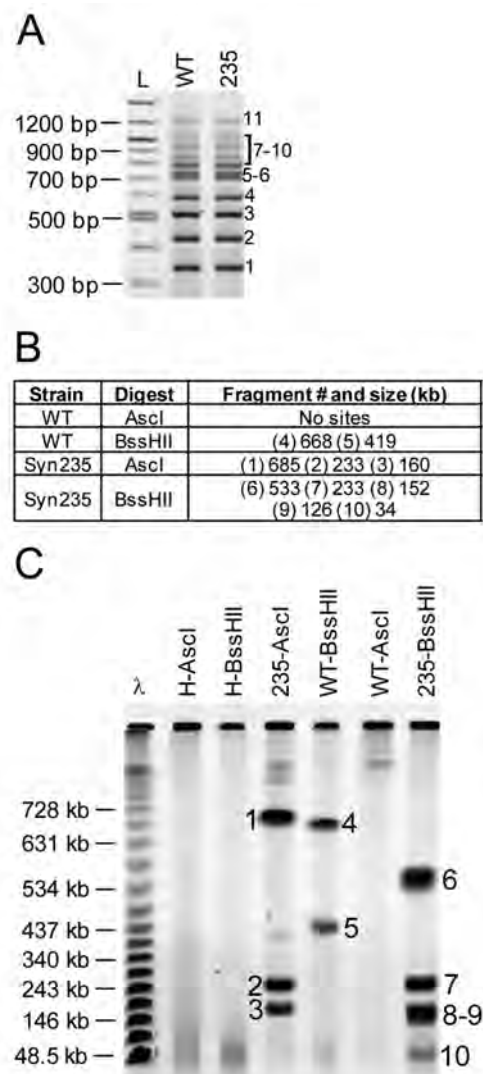 A
L WT 235
1200 bp
900 bp
700 bp
500 bp
300 bp
11
7-10
5-6
4
3
2
1
B
Strain Digest Fragment # and size (kb)
WT AscI No sites
WT BssHII (4) 668 (5) 419
Syn235 AscI (1) 685 (2) 233 (3) 160
Syn235 BssHII (6) 533 (7) 233 (8) 152
(9) 126 (10) 34
C
λ H-AscI H-BssHII 235-AscI WT-BssHII WT-AscI 235-BssHII
728 kb
631 kb
534 kb
437 kb
340 kb
243 kb
146 kb
48.5 kb
1 4
6
5
2 7
3 8-9
10